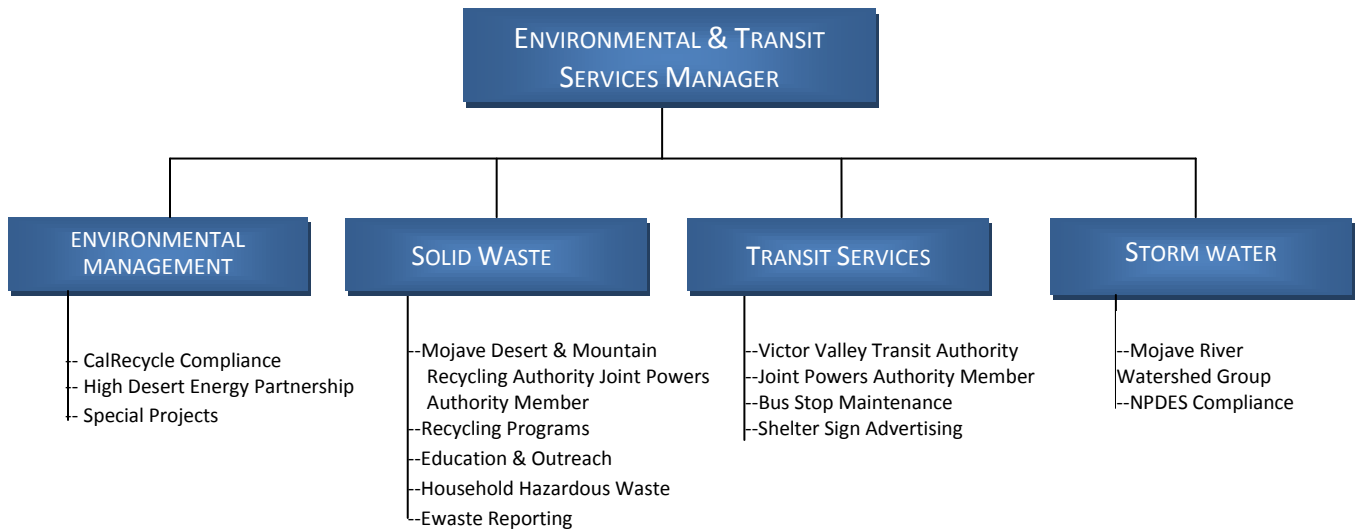 ENVIRONMENTAL & TRANSIT
SERVICES MANAGER
ENVIRONMENTAL
MANAGEMENT
-- CalRecycle Compliance
-- High Desert Energy Partnership
-- Special Projects
SOLID WASTE
--Mojave Desert & Mountain
Recycling Authority Joint Powers
Authority Member
--Recycling Programs
--Education & Outreach
--Household Hazardous Waste
--Ewaste Reporting
TRANSIT SERVICES
--Victor Valley Transit Authority
--Joint Powers Authority Member
--Bus Stop Maintenance
--Shelter Sign Advertising
STORM WATER
--Mojave River
Watershed Group
--NPDES Compliance